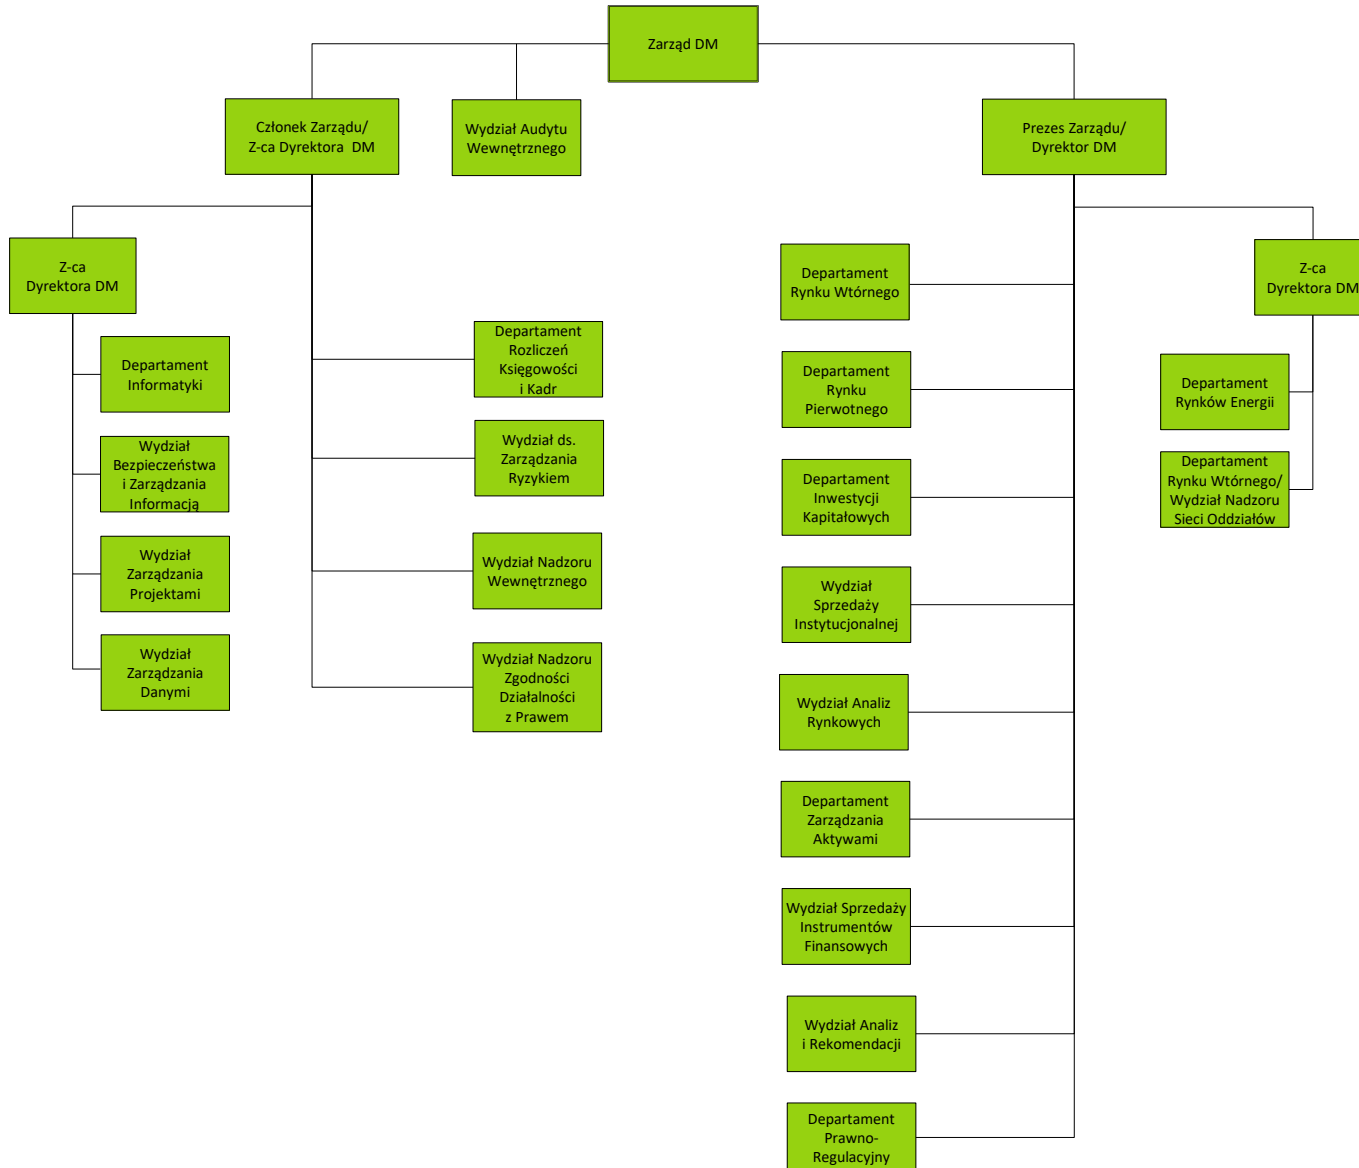 Zarząd DM
Członek Zarządu/
Z-ca Dyrektora DM
Wydział Audytu
Wewnętrznego
Prezes Zarządu/
Dyrektor DM
Z-ca
Dyrektora DM
Departament
Informatyki
Wydział
Bezpieczeństwa
i Zarządzania
Informacją
Wydział
Zarządzania
Projektami
Wydział
Zarządzania
Danymi
Departament
Rozliczeń
Księgowości
i Kadr
Wydział ds.
Zarządzania
Ryzykiem
Wydział Nadzoru
Wewnętrznego
Wydział Nadzoru
Zgodności
Działalności
z Prawem
Departament
Rynku Wtórnego
Departament
Rynku
Pierwotnego
Departament
Inwestycji
Kapitałowych
Wydział
Sprzedaży
Instytucjonalnej
Wydział Analiz
Rynkowych
Departament
Zarządzania
Aktywami
Wydział Sprzedaży
Instrumentów
Finansowych
Wydział Analiz
i Rekomendacji
Departament
Prawno-
Regulacyjny
Z-ca
Dyrektora DM
Departament
Rynków Energii
Departament
Rynku Wtórnego/
Wydział Nadzoru
Sieci Oddziałów